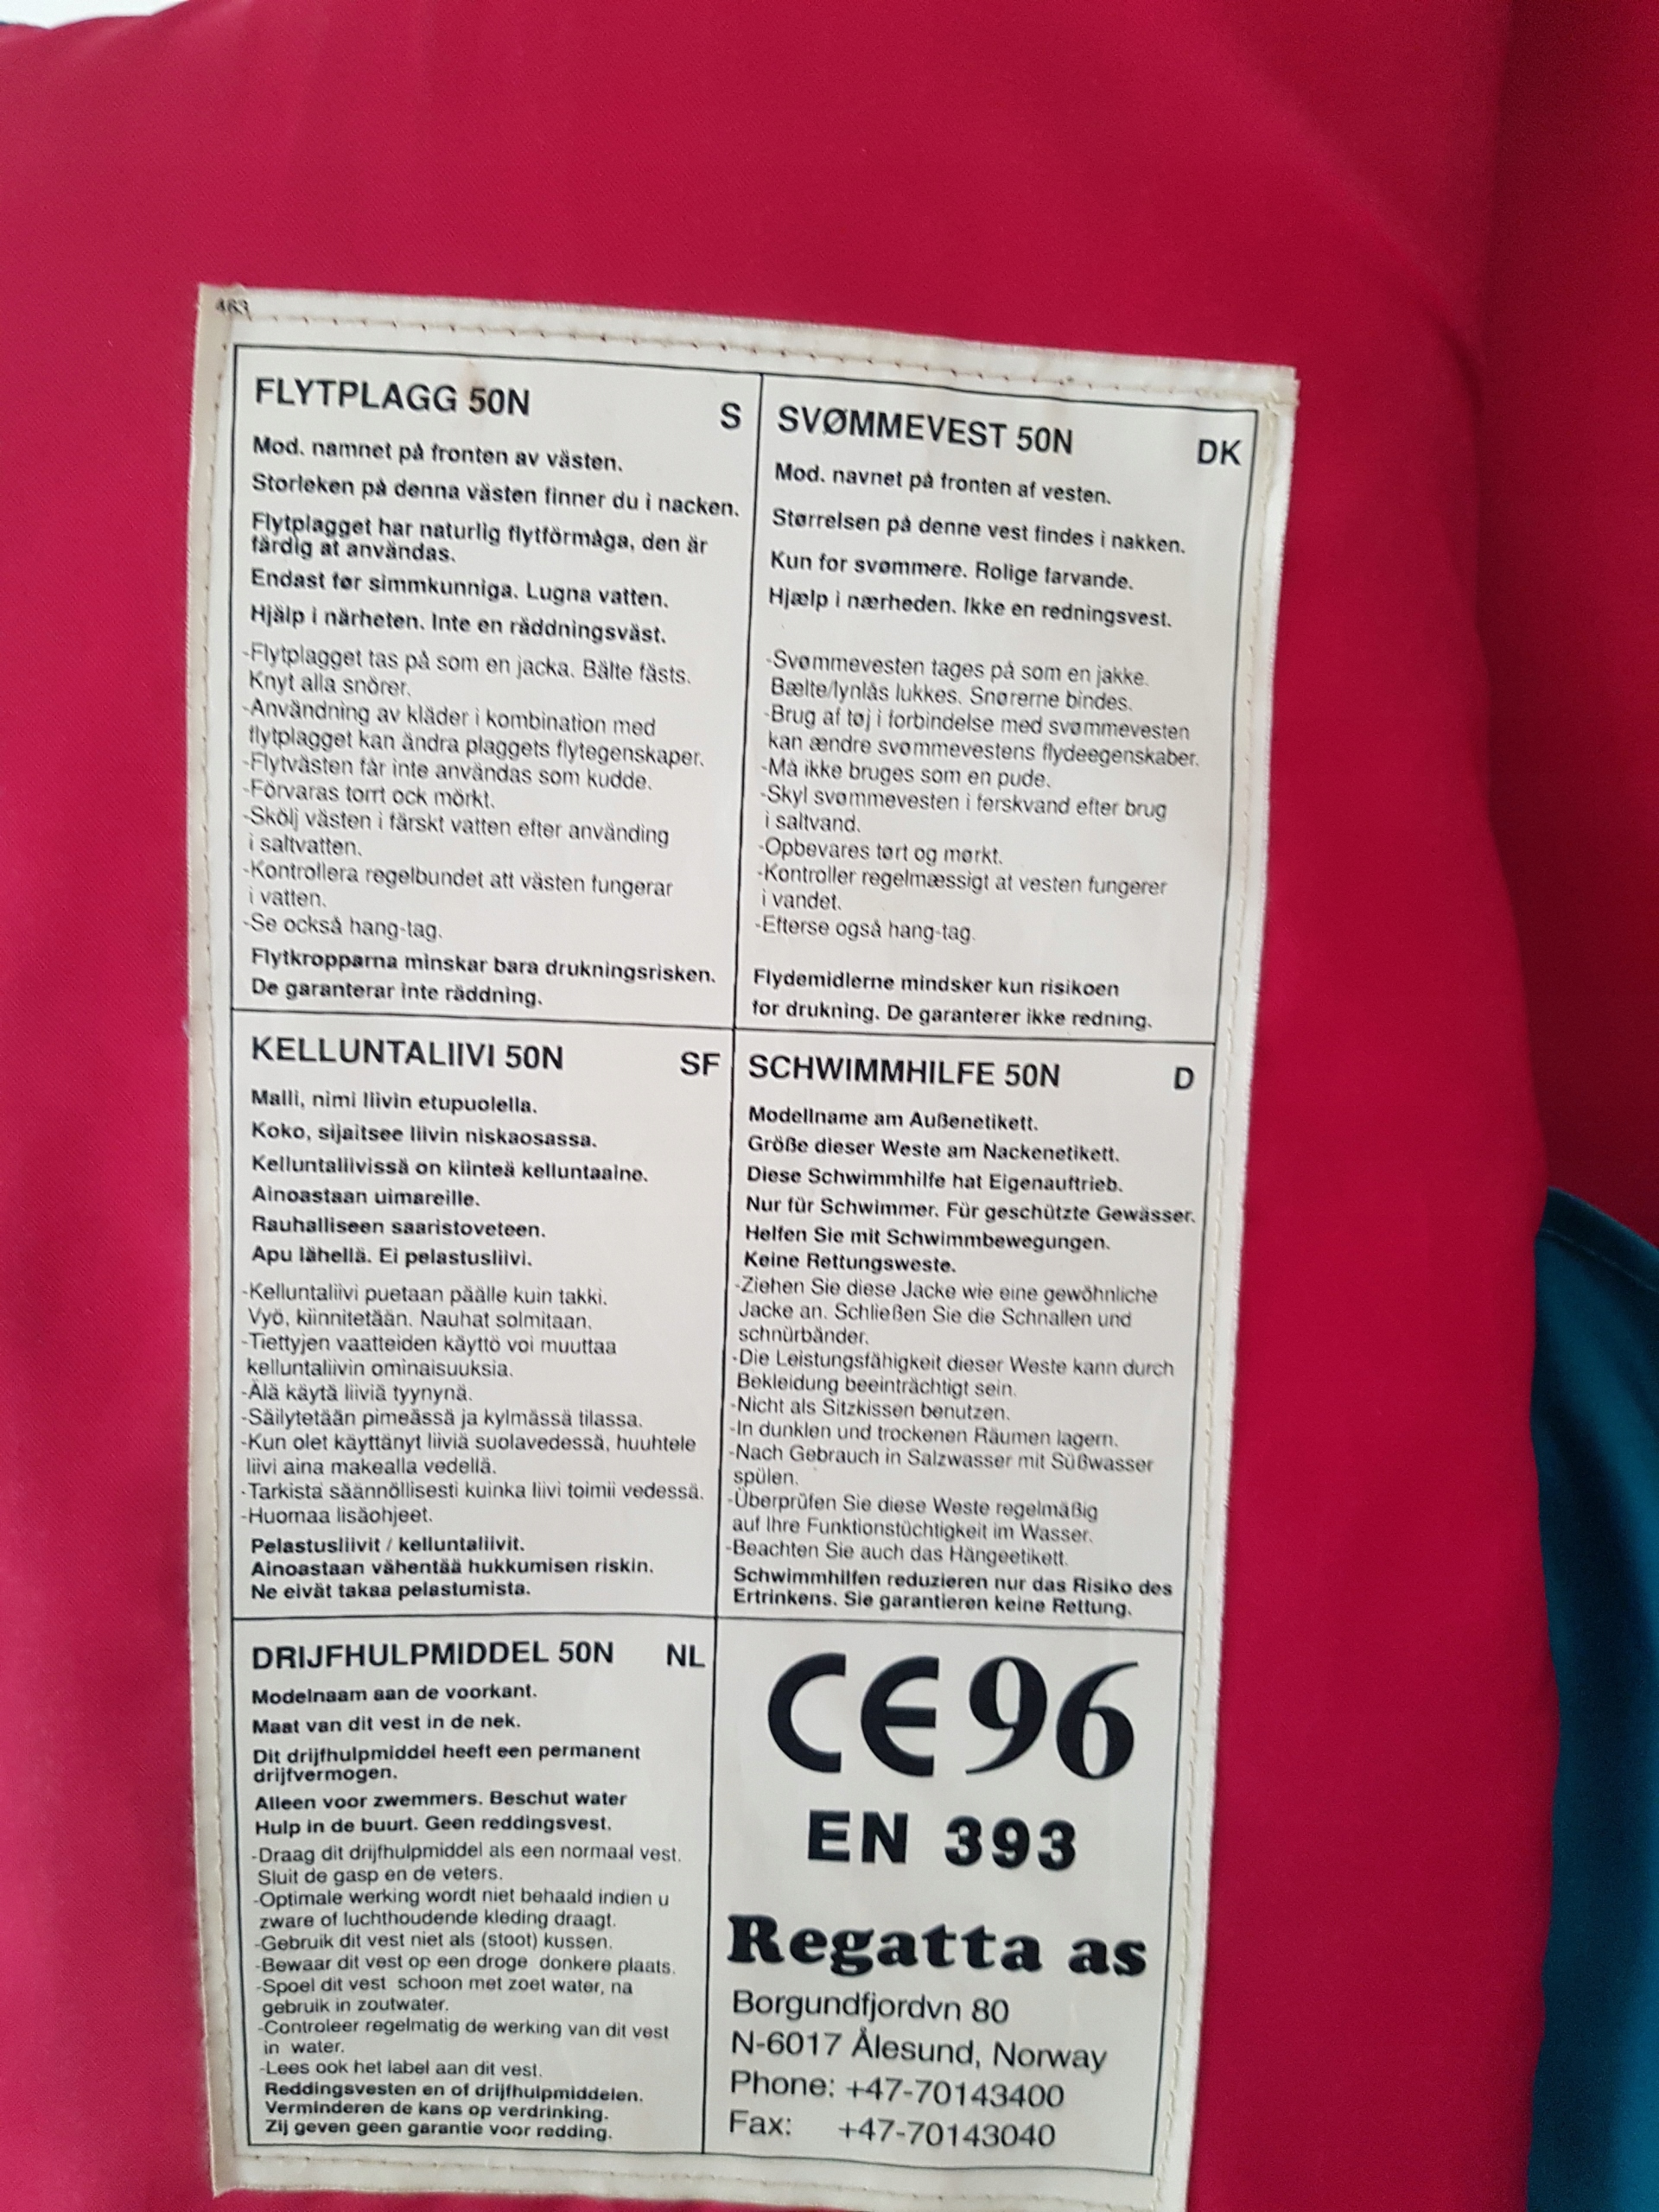 463
FLYTPLAGG 50N S
Mod. namnet på fronten av västen.
Storleken på denna västen finner du i nacken.
Flytplagget har naturlig flytförmåga, den är
färdig at användas.
Endast før simmkunniga. Lugna vatten.
Hjälp i närheten. Inte en räddningsväst.
-Flytplagget tas på som en jacka. Bälte fästs.
Knyt alla snörer.
-Användning av kläder i kombination med
flytplagget kan ändra plaggets flytegenskaper.
-Flytvästen får inte användas som kudde.
-Förvaras torrt ock mörkt.
-Skölj västen i färskt vatten efter använding
i saltvatten.
-Kontrollera regelbundet att västen fungerar
i vatten.
-Se också hang-tag.
Flytkropparna minskar bara drukningsrisken.
De garanterar inte räddning.
SVØMMEVEST 50N DK
Mod. navnet på fronten af vesten.
Størrelsen på denne vest findes i nakken.
Kun for svømmere. Rolige farvande.
Hjælp i nærheden. Ikke en redningsvest.
-Svømmevesten tages på som en jakke.
Bælte/lynlås lukkes. Snørerne bindes.
-Brug af tøj i forbindelse med svømmevesten
kan ændre svømmevestens flydeegenskaber.
-Må ikke bruges som en pude.
-Skyl svømmevesten i ferskvand efter brug
i saltvand.
-Opbevares tørt og mørkt.
-Kontroller regelmæssigt at vesten fungerer
i vandet.
-Efterse også hang-tag.
Flydemidlerne mindsker kun risikoen
for drukning. De garanterer ikke redning.
KELLUNTALIIVI 50N SF
Malli, nimi liivin etupuolella.
Koko, sijaitsee liivin niskaosassa.
Kelluntaliivissä on kiinteä kelluntaaine.
Ainoastaan uimareille.
Rauhalliseen saaristoveteen.
Apu lähellä. Ei pelastusliivi.
-Kelluntaliivi puetaan päälle kuin takki.
Vyö, kiinnitetään. Nauhat solmitaan.
-Tiettyjen vaatteiden käyttö voi muuttaa
kelluntaliivin ominaisuuksia.
-Älä käytä liiviä tyynynä.
-Säilytetään pimeässä ja kylmässä tilassa.
-Kun olet käyttänyt liiviä suolavedessä, huuhtele
liivi aina makealla vedellä.
-Tarkista säännöllisesti kuinka liivi toimii vedessä.
-Huomaa lisäohjeet.
Pelastusliivit / kelluntaliivit.
Ainoastaan vähentää hukkumisen riskin.
Ne eivät takaa pelastumista.
SCHWIMMHILFE 50N D
Modellname am Außenetikett.
Größe dieser Weste am Nackenetikett.
Diese Schwimmhilfe hat Eigenauftrieb.
Nur für Schwimmer. Für geschützte Gewässer.
Helfen Sie mit Schwimmbewegungen.
Keine Rettungsweste.
-Ziehen Sie diese Jacke wie eine gewöhnliche
Jacke an. Schließen Sie die Schnallen und
schnürbänder.
-Die Leistungsfähigkeit dieser Weste kann durch
Bekleidung beeinträchtigt sein.
-Nicht als Sitzkissen benutzen.
-In dunklen und trockenen Räumen lagern.
-Nach Gebrauch in Salzwasser mit Süßwasser
spülen.
-Überprüfen Sie diese Weste regelmäßig
auf Ihre Funktionstüchtigkeit im Wasser.
-Beachten Sie auch das Hängeetikett.
Schwimmhilfen reduzieren nur das Risiko des
Ertrinkens. Sie garantieren keine Rettung.
DRIJFHULPMIDDEL 50N NL
Modelnaam aan de voorkant.
Maat van dit vest in de nek.
Dit drijfhulpmiddel heeft een permanent
drijfvermogen.
Alleen voor zwemmers. Beschut water
Hulp in de buurt. Geen reddingsvest.
-Draag dit drijfhulpmiddel als een normaal vest.
Sluit de gasp en de veters.
-Optimale werking wordt niet behaald indien u
zware of luchthoudende kleding draagt.
-Gebruik dit vest niet als (stoot) kussen.
-Bewaar dit vest op een droge donkere plaats.
-Spoel dit vest schoon met zoet water, na
gebruik in zoutwater.
-Controleer regelmatig de werking van dit vest
in water.
-Lees ook het label aan dit vest.
Reddingsvesten en of drijfhulpmiddelen.
Verminderen de kans op verdrinking.
Zij geven geen garantie voor redding.
CE 96
EN 393
Regatta as
Borgundfjordvn 80
N-6017 Ålesund, Norway
Phone: +47-70143400
Fax: +47-70143040